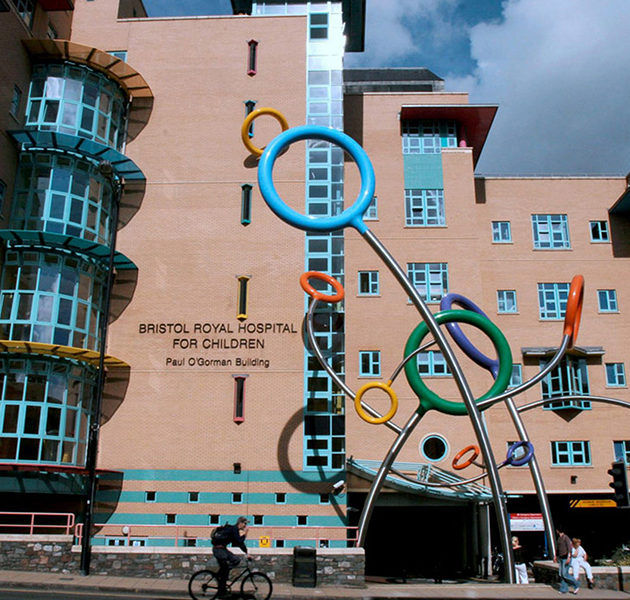 BRISTOL ROYAL HOSPITAL
FOR CHILDREN
Paul O'Gorman Building